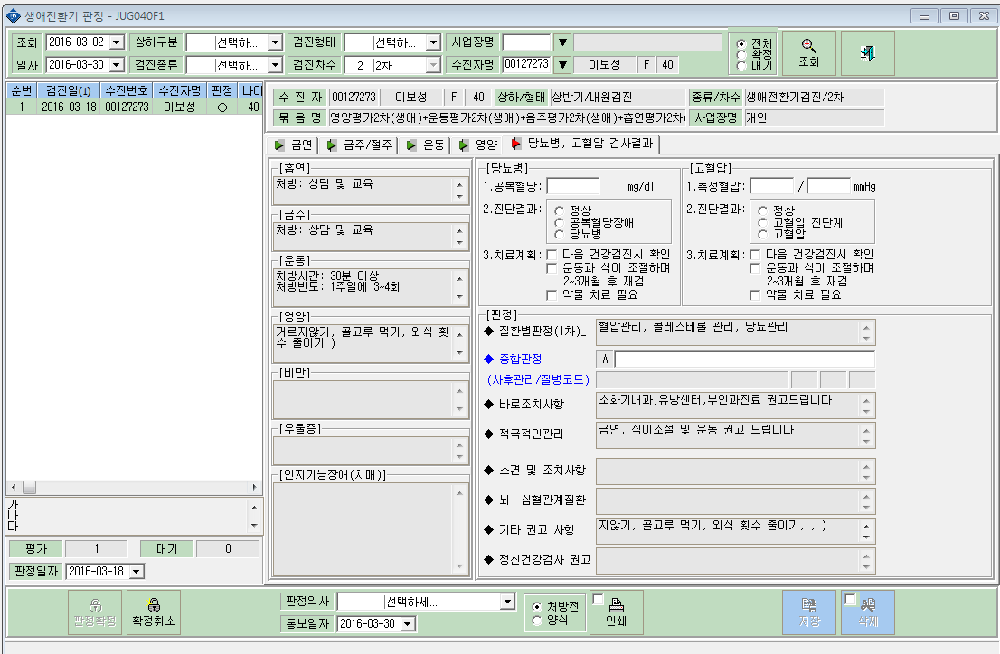 생애전환기 판정 - JUG040F1
조회 2016-03-02 상하구분 선택하... 검진형태 선택하... 사업장명 ▼ 전체
확정
일자 2016-03-30 검진종류 선택하... 검진차수 2 2차 수진자명 00127273 ▼ 이보성 F 40 대기
조회
순번 검진일(1) 수진번호 수진자명 판정 나이
1 2016-03-18 00127273 이보성 ○ 40
수 진 자 00127273 이보성 F 40 상하/형태 상반기/내원검진 종류/차수 생애전환기검진/2차
묶 음 명 영양평가2차(생애)+운동평가2차(생애)+음주평가2차(생애)+흡연평가2차( 사업장명 개인
금연 금주/절주 운동 영양 당뇨병, 고혈압 검사결과
[흡연]
처방: 상담 및 교육
[금주]
처방: 상담 및 교육
[운동]
처방시간: 30분 이상
처방빈도: 1주일에 3~4회
[영양]
거르지않기, 골고루 먹기, 외식 횟
수 줄이기 )
[비만]
[우울증]
[인지기능장애(치매)]
[당뇨병]
1.공복혈당: mg/dl
2.진단결과: 정상
공복혈당장애
당뇨병
3.치료계획: 다음 건강검진시 확인
운동과 식이 조절하며
2~3개월 후 재검
약물 치료 필요
[고혈압]
1.측정혈압: / mmHg
2.진단결과: 정상
고혈압 전단계
고혈압
3.치료계획: 다음 건강검진시 확인
운동과 식이 조절하며
2~3개월 후 재검
약물 치료 필요
[판정]
◆ 질환별판정(1차)_ 혈압관리, 콜레스테롤 관리, 당뇨관리
◆ 종합판정 A
(사후관리/질병코드)
◆ 바로조치사항 소화기내과,유방센터,부인과진료 권고드립니다.
◆ 적극적인관리 금연, 식이조절 및 운동 권고 드립니다.
◆ 소견 및 조치사항
◆ 뇌·심혈관계질환
◆ 기타 권고 사항 지않기, 골고루 먹기, 외식 횟수 줄이기, , )
◆ 정신건강검사 권고
가
나
다
평가 1 대기 0
판정일자 2016-03-18
판정확정 확정취소
판정의사 선택하세...
통보일자 2016-03-30
처방전
양식
인쇄
저장
삭제